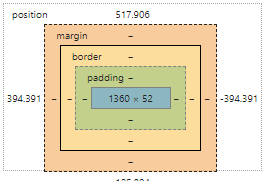 position 517.906
margin –
border –
padding –
394.391 – – – 1360 × 52 – – – -394.391
–
–
–